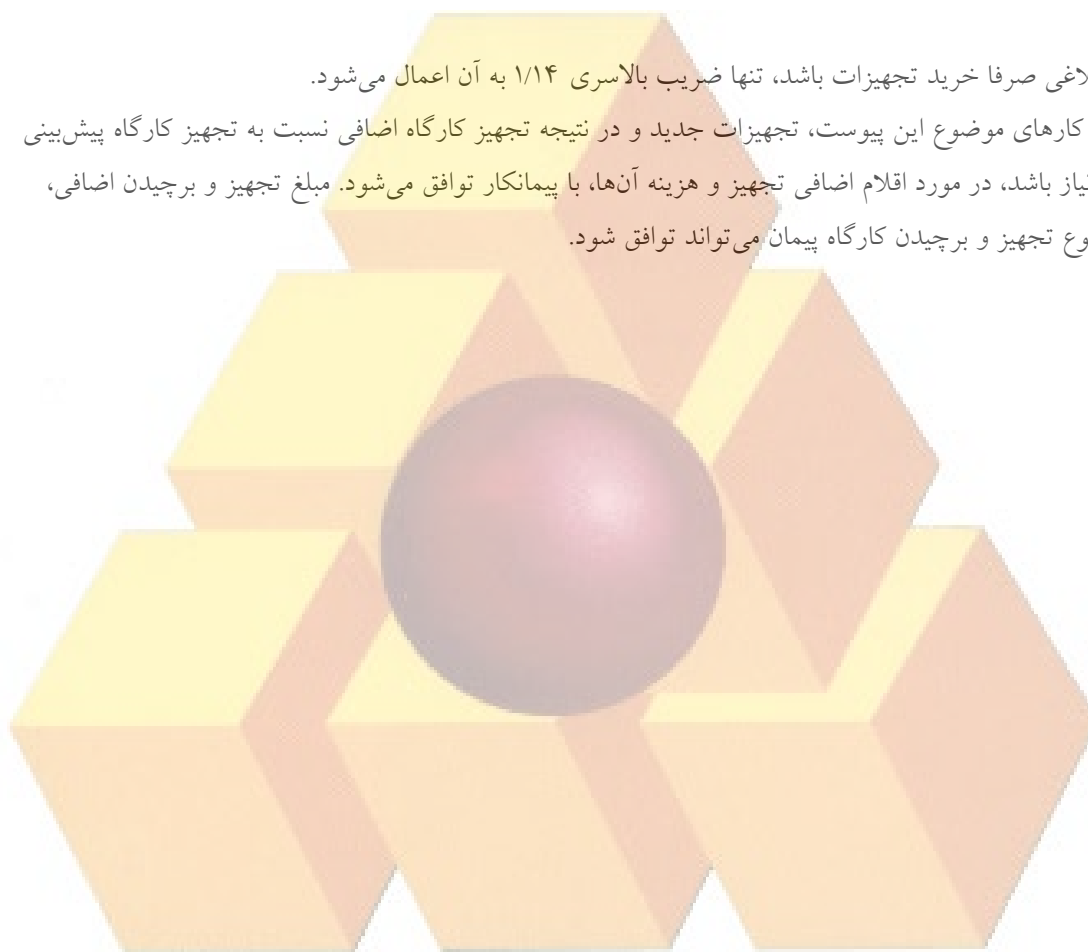 لاغی صرفا خرید تجهیزات باشد، تنها ضریب بالاسری ۱/۱۴ به آن اعمال می‌شود.
کارهای موضوع این پیوست، تجهیزات جدید و در نتیجه تجهیز کارگاه اضافی نسبت به تجهیز کارگاه پیش‌بینی
نیاز باشد، در مورد اقلام اضافی تجهیز و هزینه آن‌ها، با پیمانکار توافق می‌شود. مبلغ تجهیز و برچیدن اضافی،
وع تجهیز و برچیدن کارگاه پیمان می‌تواند توافق شود.